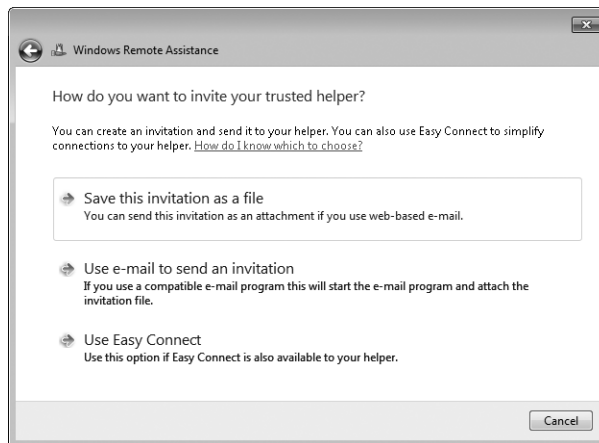 Windows Remote Assistance
How do you want to invite your trusted helper?
You can create an invitation and send it to your helper. You can also use Easy Connect to simplify
connections to your helper. How do I know which to choose?
Save this invitation as a file
You can send this invitation as an attachment if you use web-based e-mail.
Use e-mail to send an invitation
If you use a compatible e-mail program this will start the e-mail program and attach the
invitation file.
Use Easy Connect
Use this option if Easy Connect is also available to your helper.
Cancel